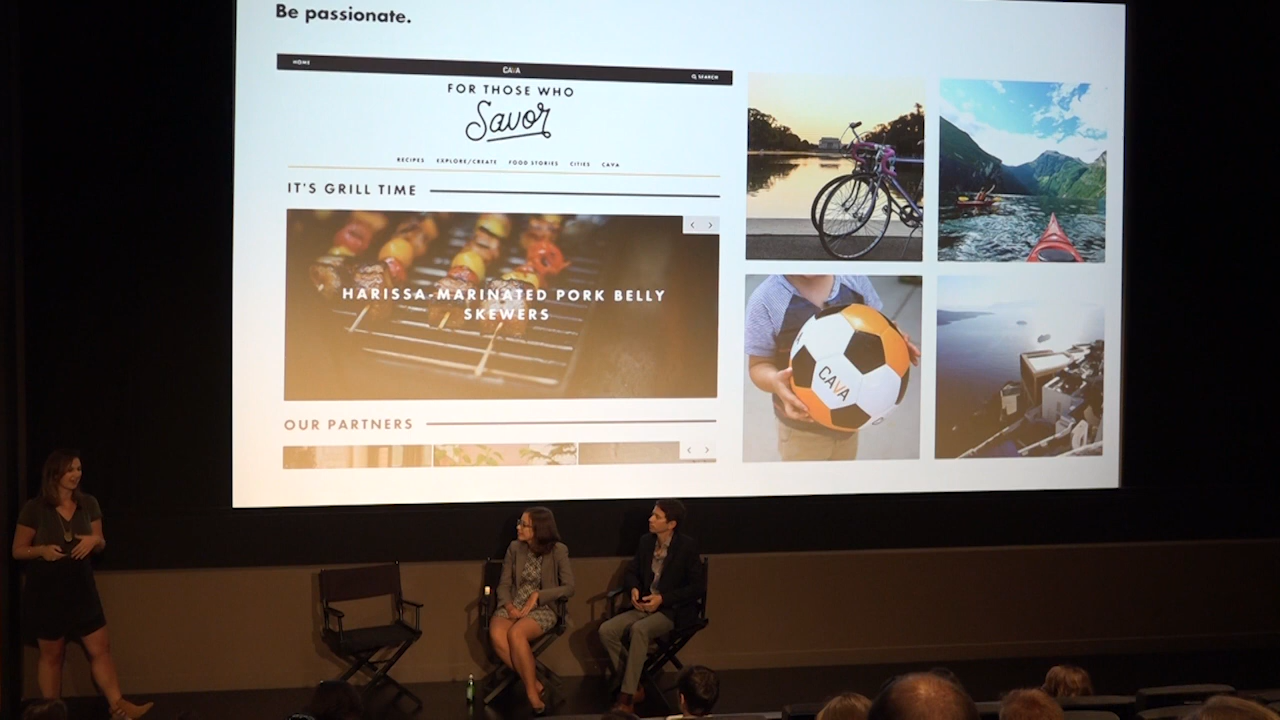 Be passionate.
HOME
CAVA
SEARCH
FOR THOSE WHO
Savor
RECIPES EXPLORE/CREATE FOOD STORIES CITIES CAVA
IT'S GRILL TIME
HARISSA-MARINATED PORK BELLY
SKEWERS
OUR PARTNERS
CAVA